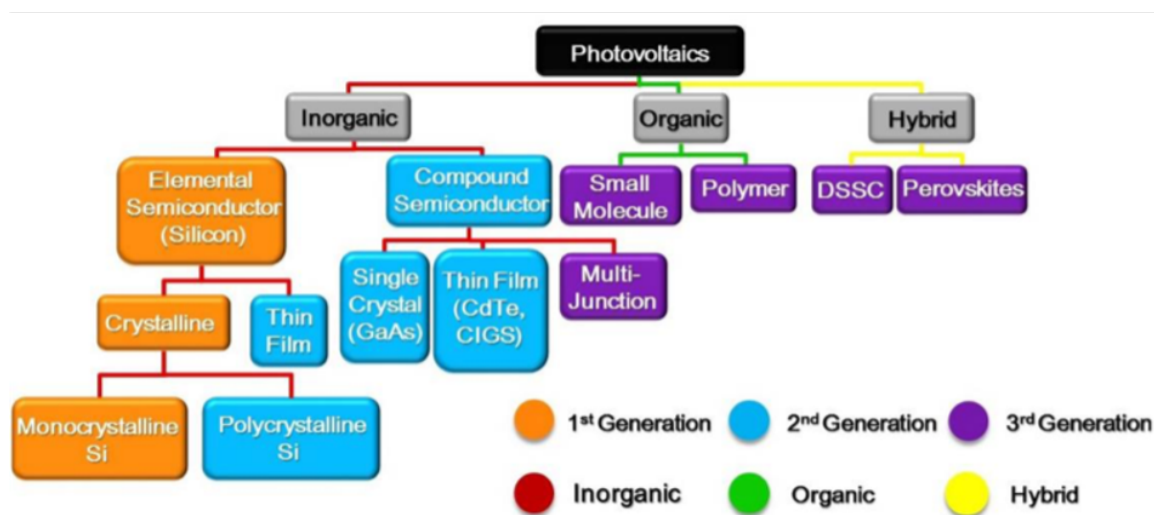 Photovoltaics
Inorganic
Organic
Hybrid
Elemental
Semiconductor
(Silicon)
Compound
Semiconductor
Small
Molecule
Polymer
DSSC
Perovskites
Crystalline
Thin
Film
Single
Crystal
(GaAs)
Thin Film
(CdTe,
CIGS)
Multi-
Junction
Monocrystalline
Si
Polycrystalline
Si
1st Generation
2nd Generation
3rd Generation
Inorganic
Organic
Hybrid